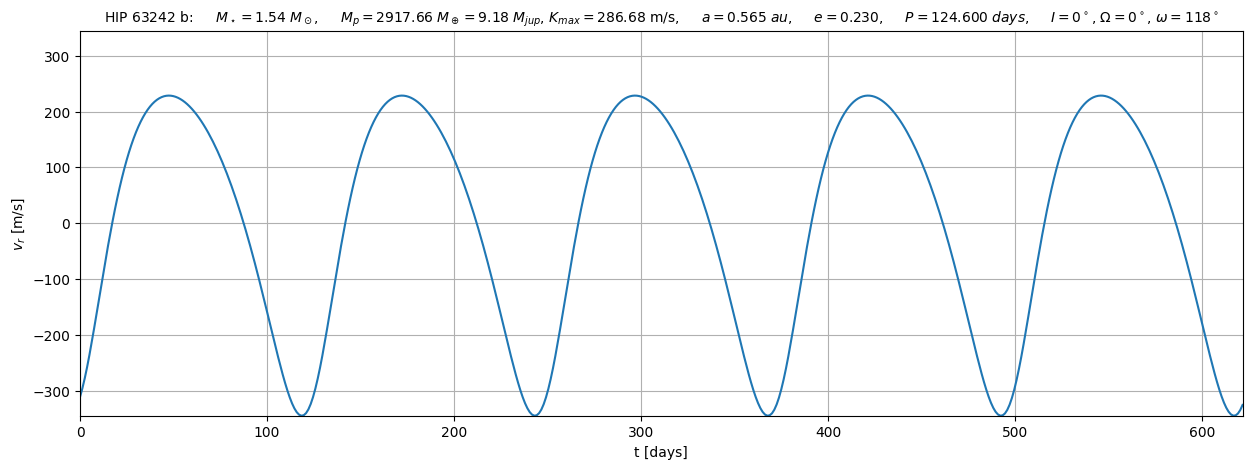 HIP 63242 b: M⋆ = 1.54 M⊙, Mp = 2917.66 M⊕ = 9.18 Mjup, Kmax = 286.68 m/s, a = 0.565 au, e = 0.230, P = 124.600 days, I = 0°, Ω = 0°, ω = 118°
300
200
100
0
−100
−200
−300
vr [m/s]
0 100 200 300 400 500 600
t [days]